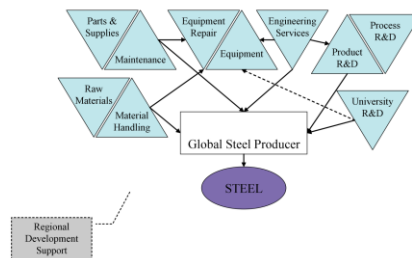 Parts &
Supplies
Maintenance
Equipment
Repair
Equipment
Engineering
Services
Product
R&D
Process
R&D
Raw
Materials
Material
Handling
University
R&D
Global Steel Producer
STEEL
Regional
Development
Support